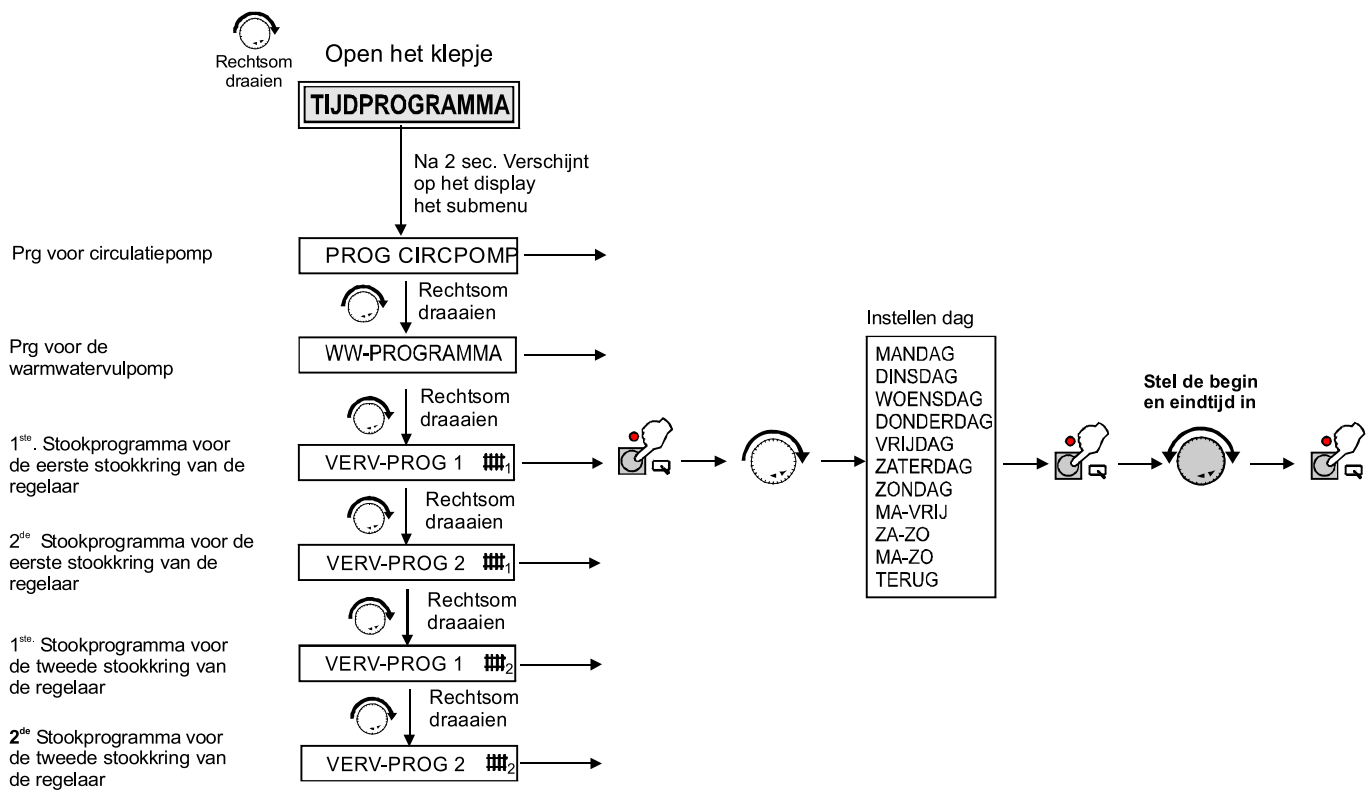 Rechtsom
draaien
Open het klepje
TIJDPROGRAMMA
Na 2 sec. Verschijnt
op het display
het submenu
Prg voor circulatiepomp
PROG CIRCPOMP
Rechtsom
draaaien
Prg voor de
warmwatervulpomp
WW-PROGRAMMA
Rechtsom
draaaien
1ste. Stookprogramma voor
de eerste stookkring van de
regelaar
VERV-PROG 1 1
Rechtsom
draaaien
2de Stookprogramma voor de
eerste stookkring van de
regelaar
VERV-PROG 2 1
Rechtsom
draaaien
1ste. Stookprogramma voor
de tweede stookkring van
de regelaar
VERV-PROG 1 2
Rechtsom
draaaien
2de Stookprogramma voor
de tweede stookkring van
de regelaar
VERV-PROG 2 2
Instellen dag
MANDAG
DINSDAG
WOENSDAG
DONDERDAG
VRIJDAG
ZATERDAG
ZONDAG
MA-VRIJ
ZA-ZO
MA-ZO
TERUG
Stel de begin
en eindtijd in